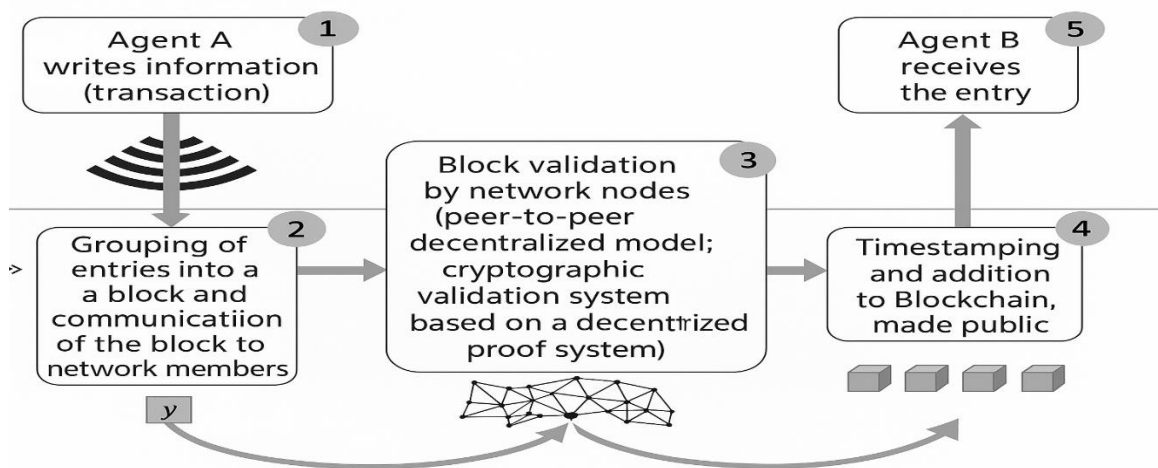 1
Agent A
writes information
(transaction)
2
Grouping of
entries into a
a block and
communicatiion
of the block to
network members
y
3
Block validation
by network nodes
(peer-to-peer
decentralized model;
cryptographic
validation system
based on a decenttrized
proof system)
4
Timestamping
and addition
to Blockchain,
made public
5
Agent B
receives
the entry